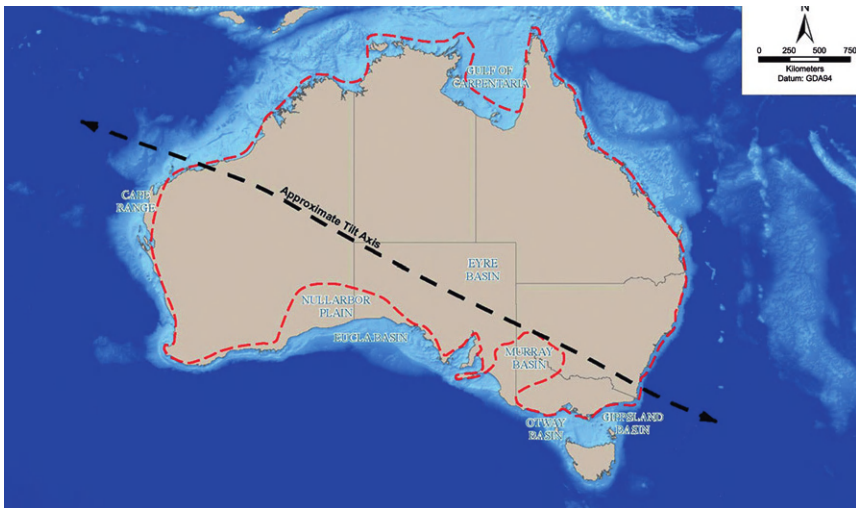 N
0 250 500 750
Kilometers
Datum: GDA94
GULF OF
CARPENTARIA
CAPE
RANGE
Approximate Tilt Axis
EYRE
BASIN
NULLARBOR
PLAIN
EUCLA BASIN
MURRAY
BASIN
OTWAY
BASIN
GIPPSLAND
BASIN